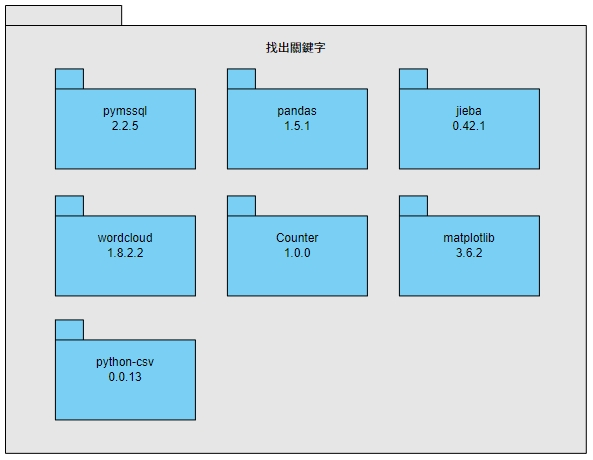 找出關鍵字
pymssql
2.2.5
pandas
1.5.1
jieba
0.42.1
wordcloud
1.8.2.2
Counter
1.0.0
matplotlib
3.6.2
python-csv
0.0.13